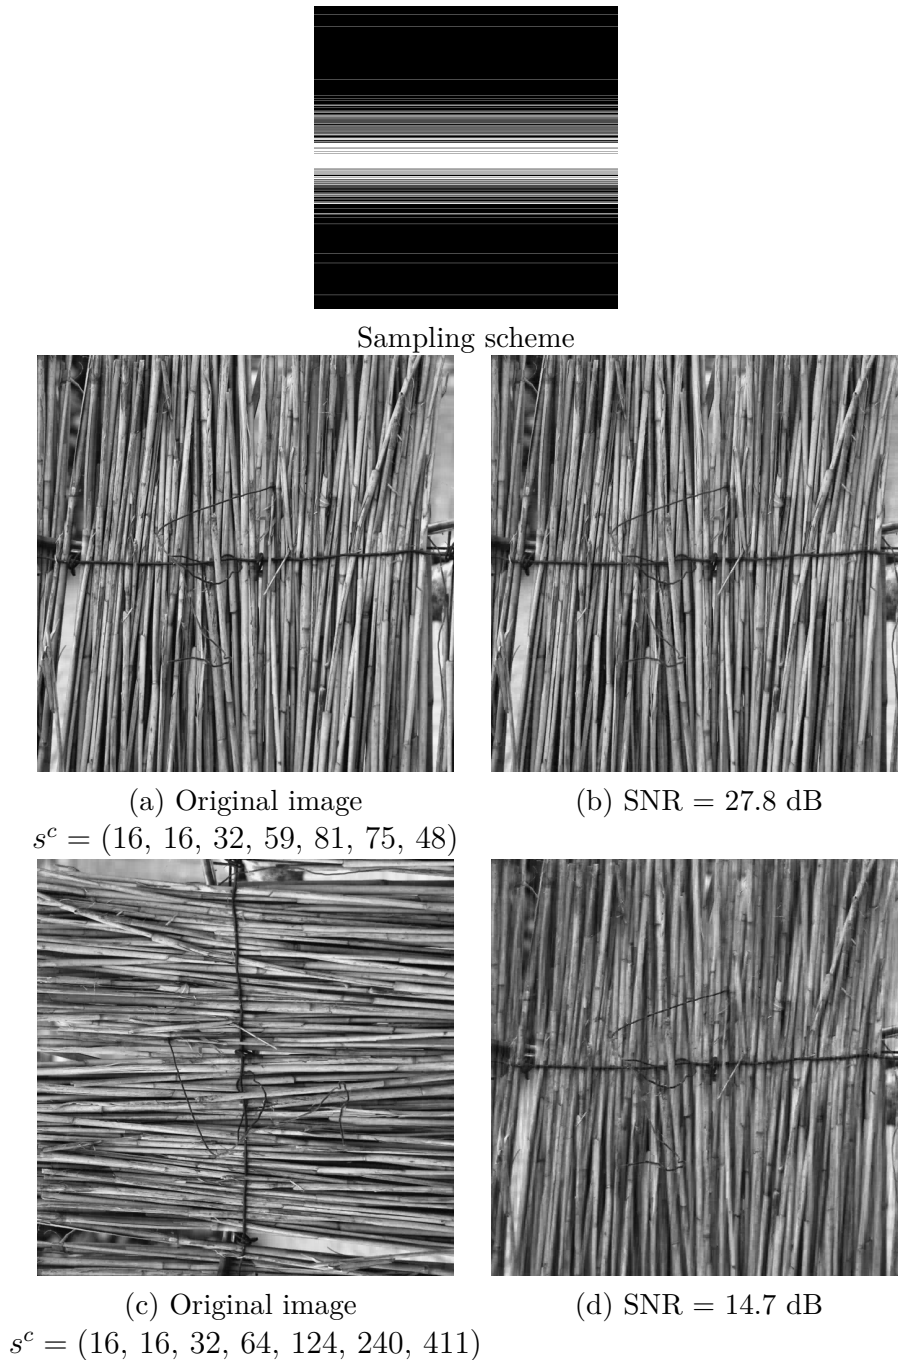 Sampling scheme
(a) Original image
(b) SNR = 27.8 dB
s^c = (16, 16, 32, 59, 81, 75, 48)
(c) Original image
(d) SNR = 14.7 dB
s^c = (16, 16, 32, 64, 124, 240, 411)